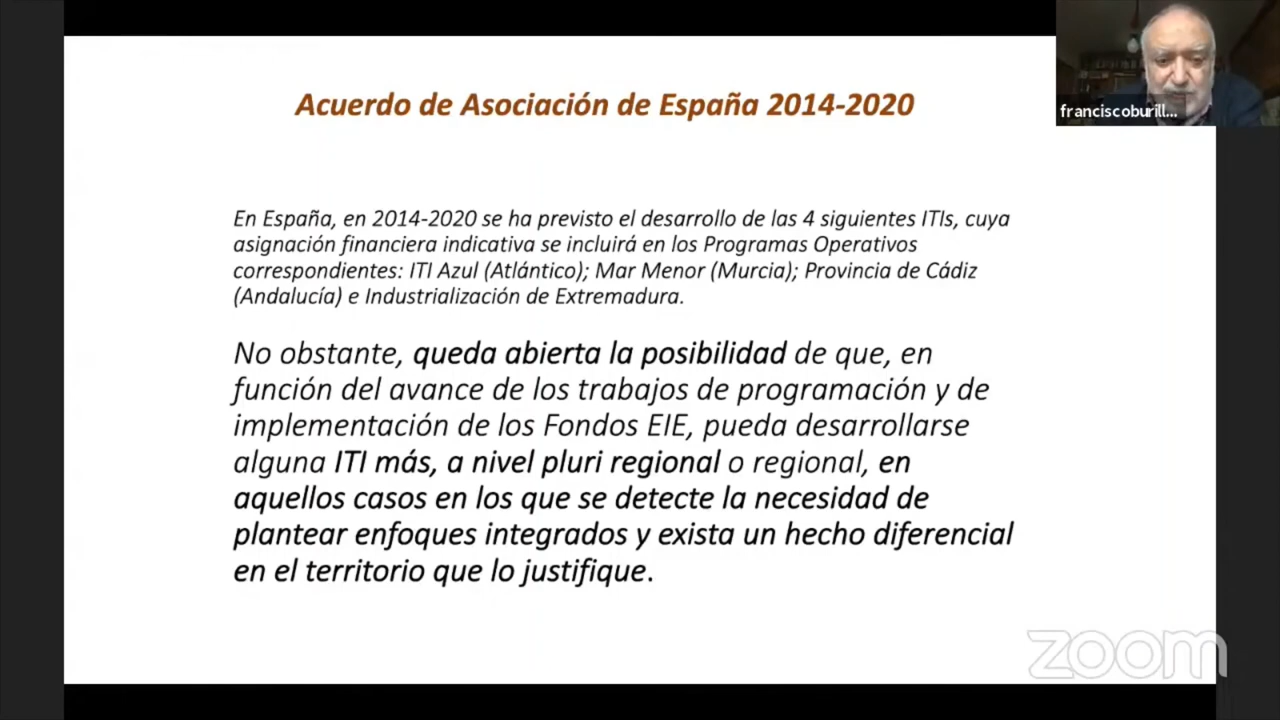 Acuerdo de Asociación de España 2014-2020
franciscoburill...
En España, en 2014-2020 se ha previsto el desarrollo de las 4 siguientes ITIs, cuya
asignación financiera indicativa se incluirá en los Programas Operativos
correspondientes: ITI Azul (Atlántico); Mar Menor (Murcia); Provincia de Cádiz
(Andalucía) e Industrialización de Extremadura.
No obstante, queda abierta la posibilidad de que, en
función del avance de los trabajos de programación y de
implementación de los Fondos EIE, pueda desarrollarse
alguna ITI más, a nivel pluri regional o regional, en
aquellos casos en los que se detecte la necesidad de
plantear enfoques integrados y exista un hecho diferencial
en el territorio que lo justifique.
zoom